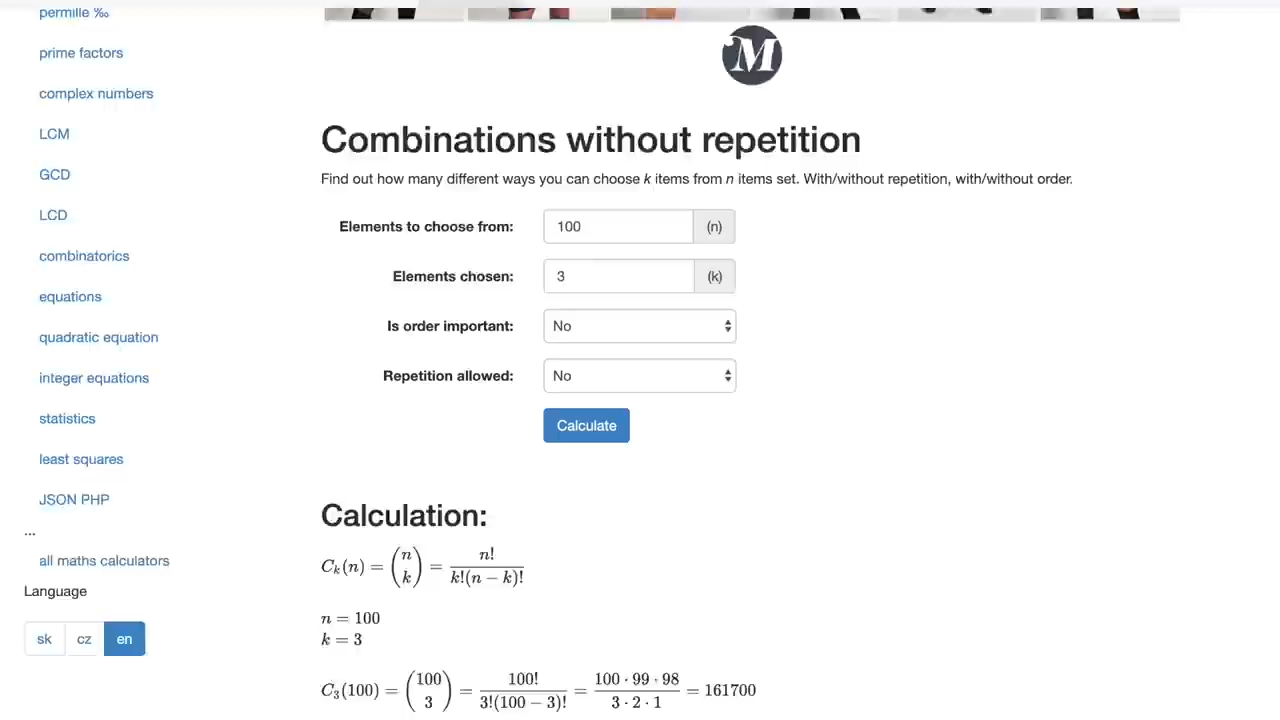 permille ‰
prime factors
complex numbers
LCM
GCD
LCD
combinatorics
equations
quadratic equation
integer equations
statistics
least squares
JSON PHP
...
all maths calculators
Language
sk cz en
M
Combinations without repetition
Find out how many different ways you can choose k items from n items set. With/without repetition, with/without order.
Elements to choose from: 100 (n)
Elements chosen: 3 (k)
Is order important: No
Repetition allowed: No
Calculate
Calculation:
Cₖ(n) = (n k) = n! / k!(n − k)!
n = 100
k = 3
C₃(100) = (100 3) = 100! / 3!(100 − 3)! = 100 · 99 · 98 / 3 · 2 · 1 = 161700